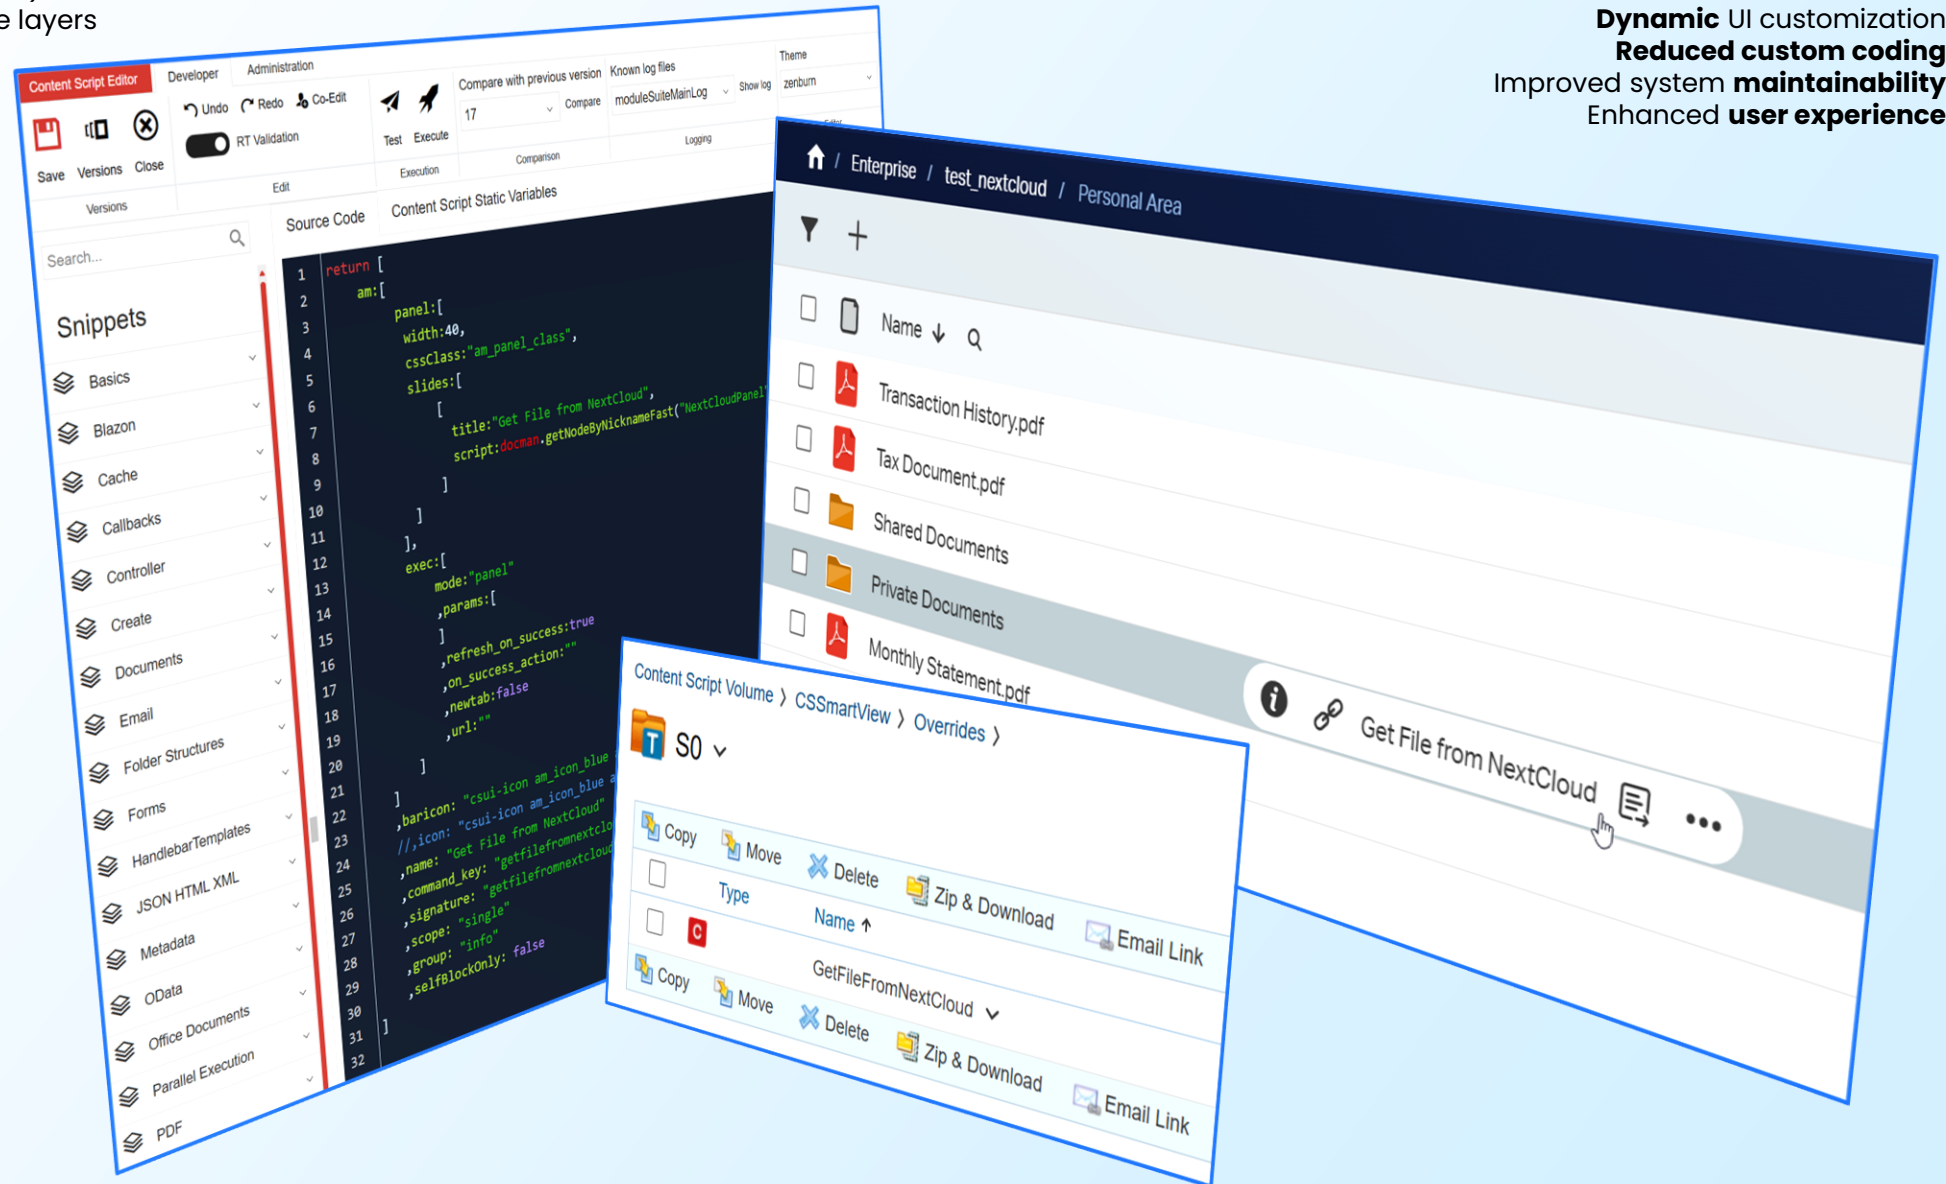 e layers
Dynamic UI customization
Reduced custom coding
Improved system maintainability
Enhanced user experience
Content Script Editor
Developer
Administration
Save
Versions
Close
Versions
Undo
Redo
Co-Edit
RT Validation
Edit
Test
Execute
Execution
Compare with previous version
17
Compare
Comparison
Known log files
moduleSuiteMainLog
Show log
Logging
Theme
zenburn
Search...
Snippets
Basics
Blazon
Cache
Callbacks
Controller
Create
Documents
Email
Folder Structures
Forms
HandlebarTemplates
JSON HTML XML
Metadata
OData
Office Documents
Parallel Execution
PDF
Source Code
Content Script Static Variables
1 return [
2 am:[
3 panel:[
4 width:40,
5 cssClass:"am_panel_class",
6 slides:[
7 [
8 title:"Get File from NextCloud",
9 script:docman.getNodeByNicknameFast("NextCloudPanel"
10 ]
11 ]
12 ],
13 exec:[
14 mode:"panel"
15 ,params:[
16 ]
17 ,refresh_on_success:true
18 ,on_success_action:""
19 ,newtab:false
20 ,url:""
21 ]
22 ]
23 ,baricon: "csui-icon am_icon_blue
24 //,icon: "csui-icon am_icon_blue a
25 ,name: "Get File from NextCloud"
26 ,command_key: "getfilefromnextclo
27 ,signature: "getfilefromnextcloud
28 ,scope: "single"
29 ,group: "info"
30 ,selfBlockOnly: false
31 ]
32
/ Enterprise / test_nextcloud / Personal Area
Name
Transaction History.pdf
Tax Document.pdf
Shared Documents
Private Documents
Get File from NextCloud
Monthly Statement.pdf
Content Script Volume > CSSmartView > Overrides >
S0
Copy Move Delete Zip & Download Email Link
Type Name
C GetFileFromNextCloud
Copy Move Delete Zip & Download Email Link